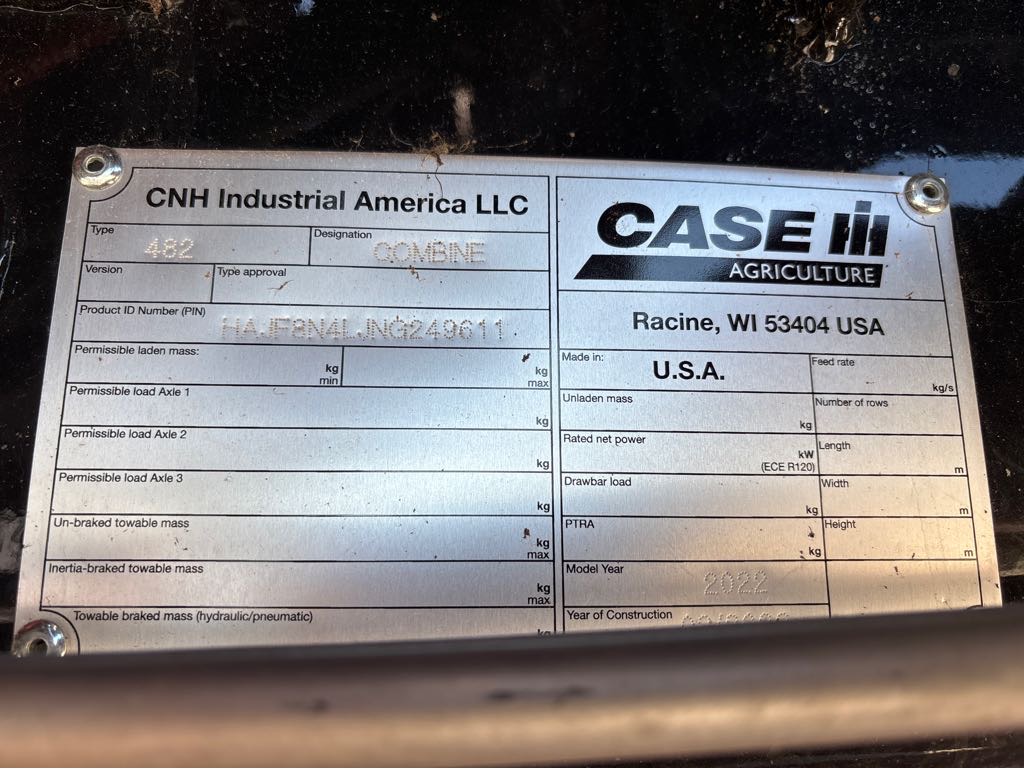 CNH Industrial America LLC
Type
482
Designation
COMBINE
Version
Type approval
Product ID Number (PIN)
HAJF8N4LJNG249611
Permissible laden mass:
kg
min
kg
max
Permissible load Axle 1
kg
Permissible load Axle 2
kg
Permissible load Axle 3
kg
Un-braked towable mass
kg
max
Inertia-braked towable mass
kg
max
Towable braked mass (hydraulic/pneumatic)
kg
CASE IH
AGRICULTURE
Racine, WI 53404 USA
Made in:
U.S.A.
Feed rate
kg/s
Unladen mass
kg
Number of rows
Rated net power
kW
(ECE R120)
Length
m
Drawbar load
kg
Width
m
PTRA
kg
Height
m
Model Year
2022
Year of Construction